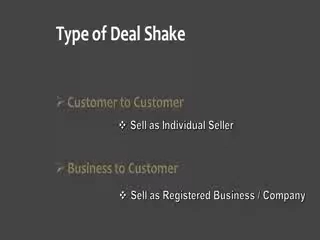 Type of Deal Shake
➢ Customer to Customer
❖ Sell as Individual Seller
➢ Business to Customer
❖ Sell as Registered Business / Company